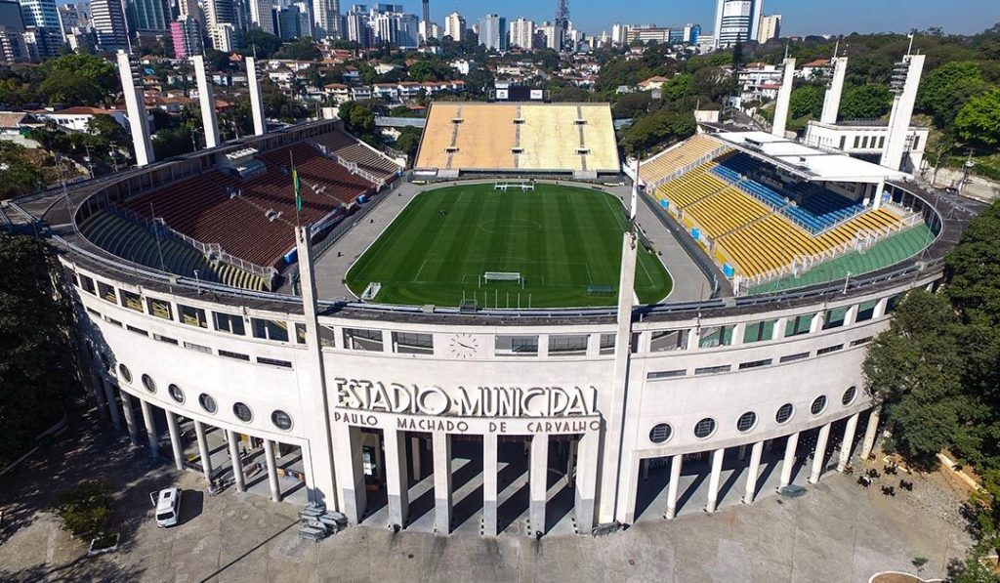 ESTADIO MUNICIPAL
PAULO MACHADO DE CARVALHO